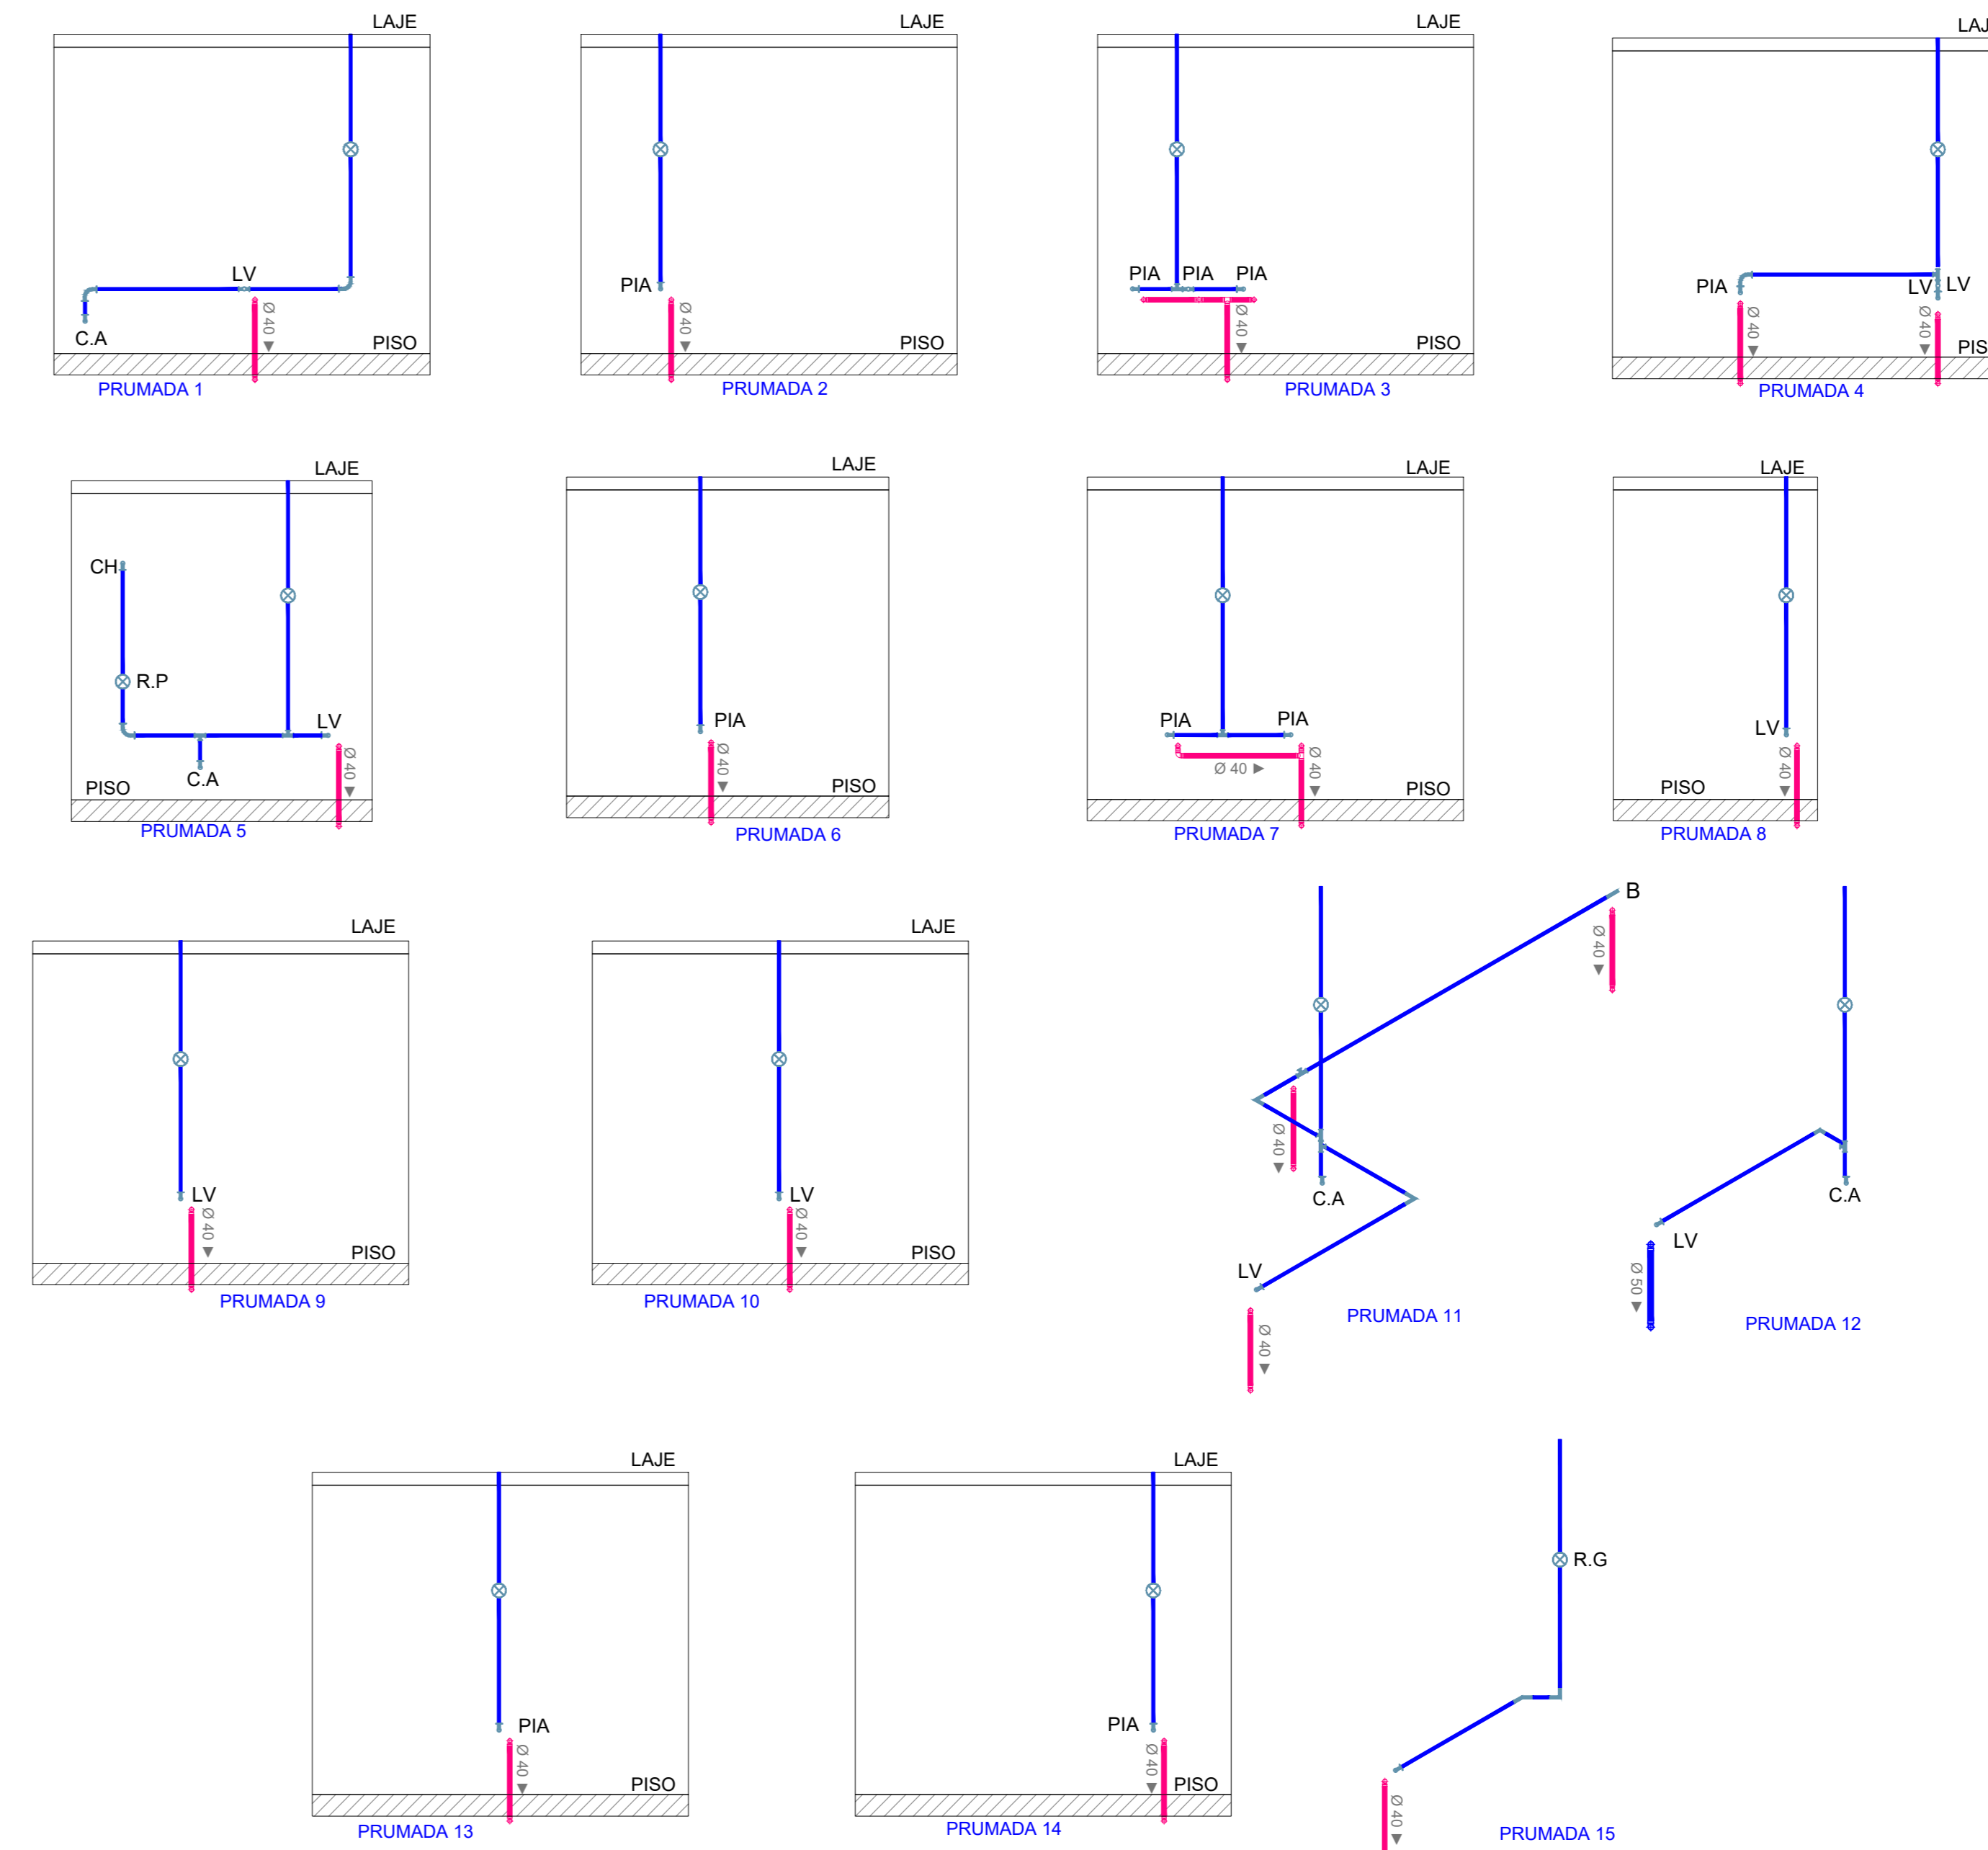 LAJE
LV
C.A
Ø 40
PISO
PRUMADA 1
LAJE
PIA
Ø 40
PISO
PRUMADA 2
LAJE
PIA PIA PIA
Ø 40
PISO
PRUMADA 3
LAJ
PIA
LV LV
Ø 40
Ø 40
PIS
PRUMADA 4
LAJE
CH
R.P
LV
C.A
Ø 40
PISO
PRUMADA 5
LAJE
PIA
Ø 40
PISO
PRUMADA 6
LAJE
PIA PIA
Ø 40
Ø 40
PISO
PRUMADA 7
LAJE
LV
Ø 40
PISO
PRUMADA 8
LAJE
LV
Ø 40
PISO
PRUMADA 9
LAJE
LV
Ø 40
PISO
PRUMADA 10
B
Ø 40
Ø 40
C.A
LV
Ø 40
PRUMADA 11
C.A
LV
Ø 50
PRUMADA 12
LAJE
PIA
Ø 40
PISO
PRUMADA 13
LAJE
PIA
Ø 40
PISO
PRUMADA 14
R.G
Ø 40
PRUMADA 15